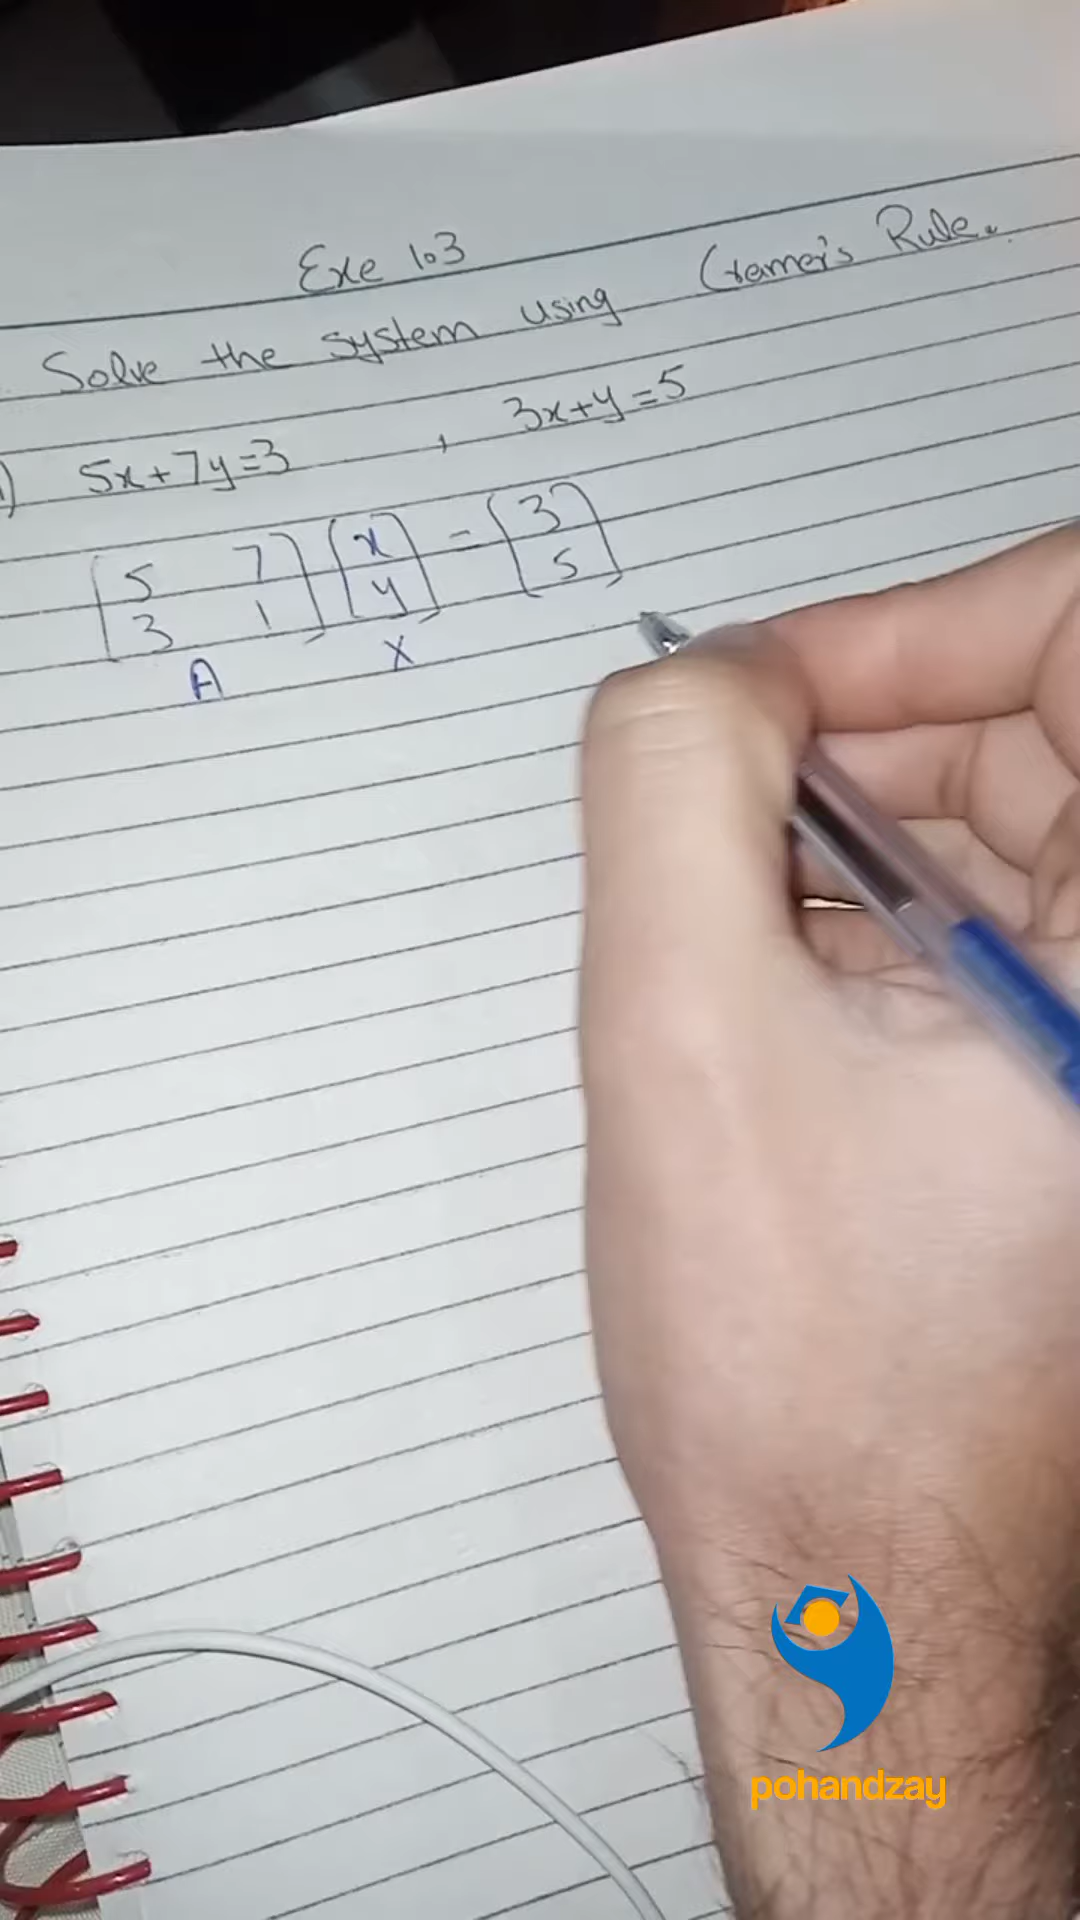 Exe 1.3
Solve the system using Cramer's Rule.
5x+7y=3 , 3x+y=5
[5 7] [x] = [3]
[3 1] [y] [5]
A X
pohandzay